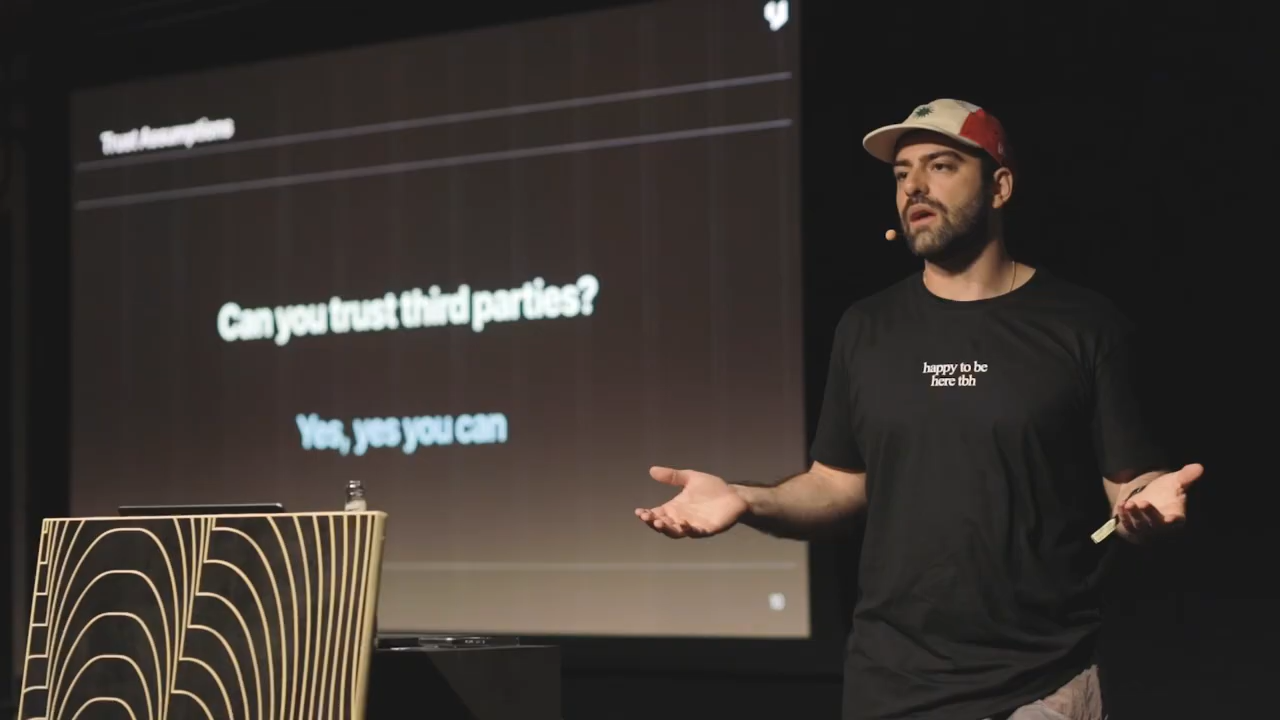 Trust Assumptions
Can you trust third parties?
Yes, yes you can
happy to be
here tbh